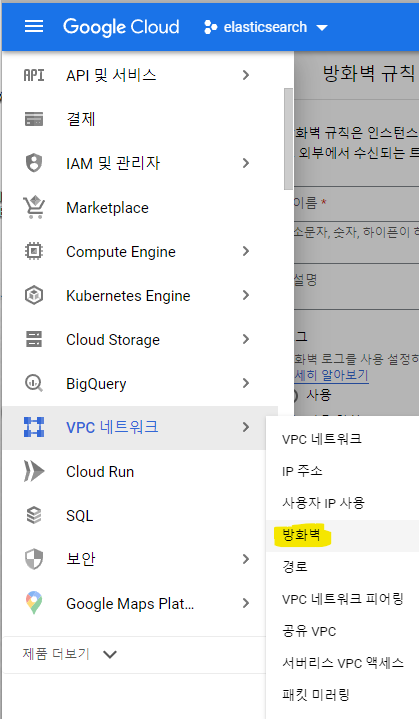 Google Cloud elasticsearch
API API 및 서비스
결제
IAM 및 관리자
Marketplace
Compute Engine
Kubernetes Engine
Cloud Storage
BigQuery
VPC 네트워크
Cloud Run
SQL
보안
Google Maps Plat...
제품 더보기
방화벽 규칙
화벽 규칙은 인스턴스
외부에서 수신되는 트
이름 *
소문자, 숫자, 하이픈이 허
설명
그
화벽 로그를 사용 설정하
세히 알아보기
사용
VPC 네트워크
IP 주소
사용자 IP 사용
방화벽
경로
VPC 네트워크 피어링
공유 VPC
서버리스 VPC 액세스
패킷 미러링